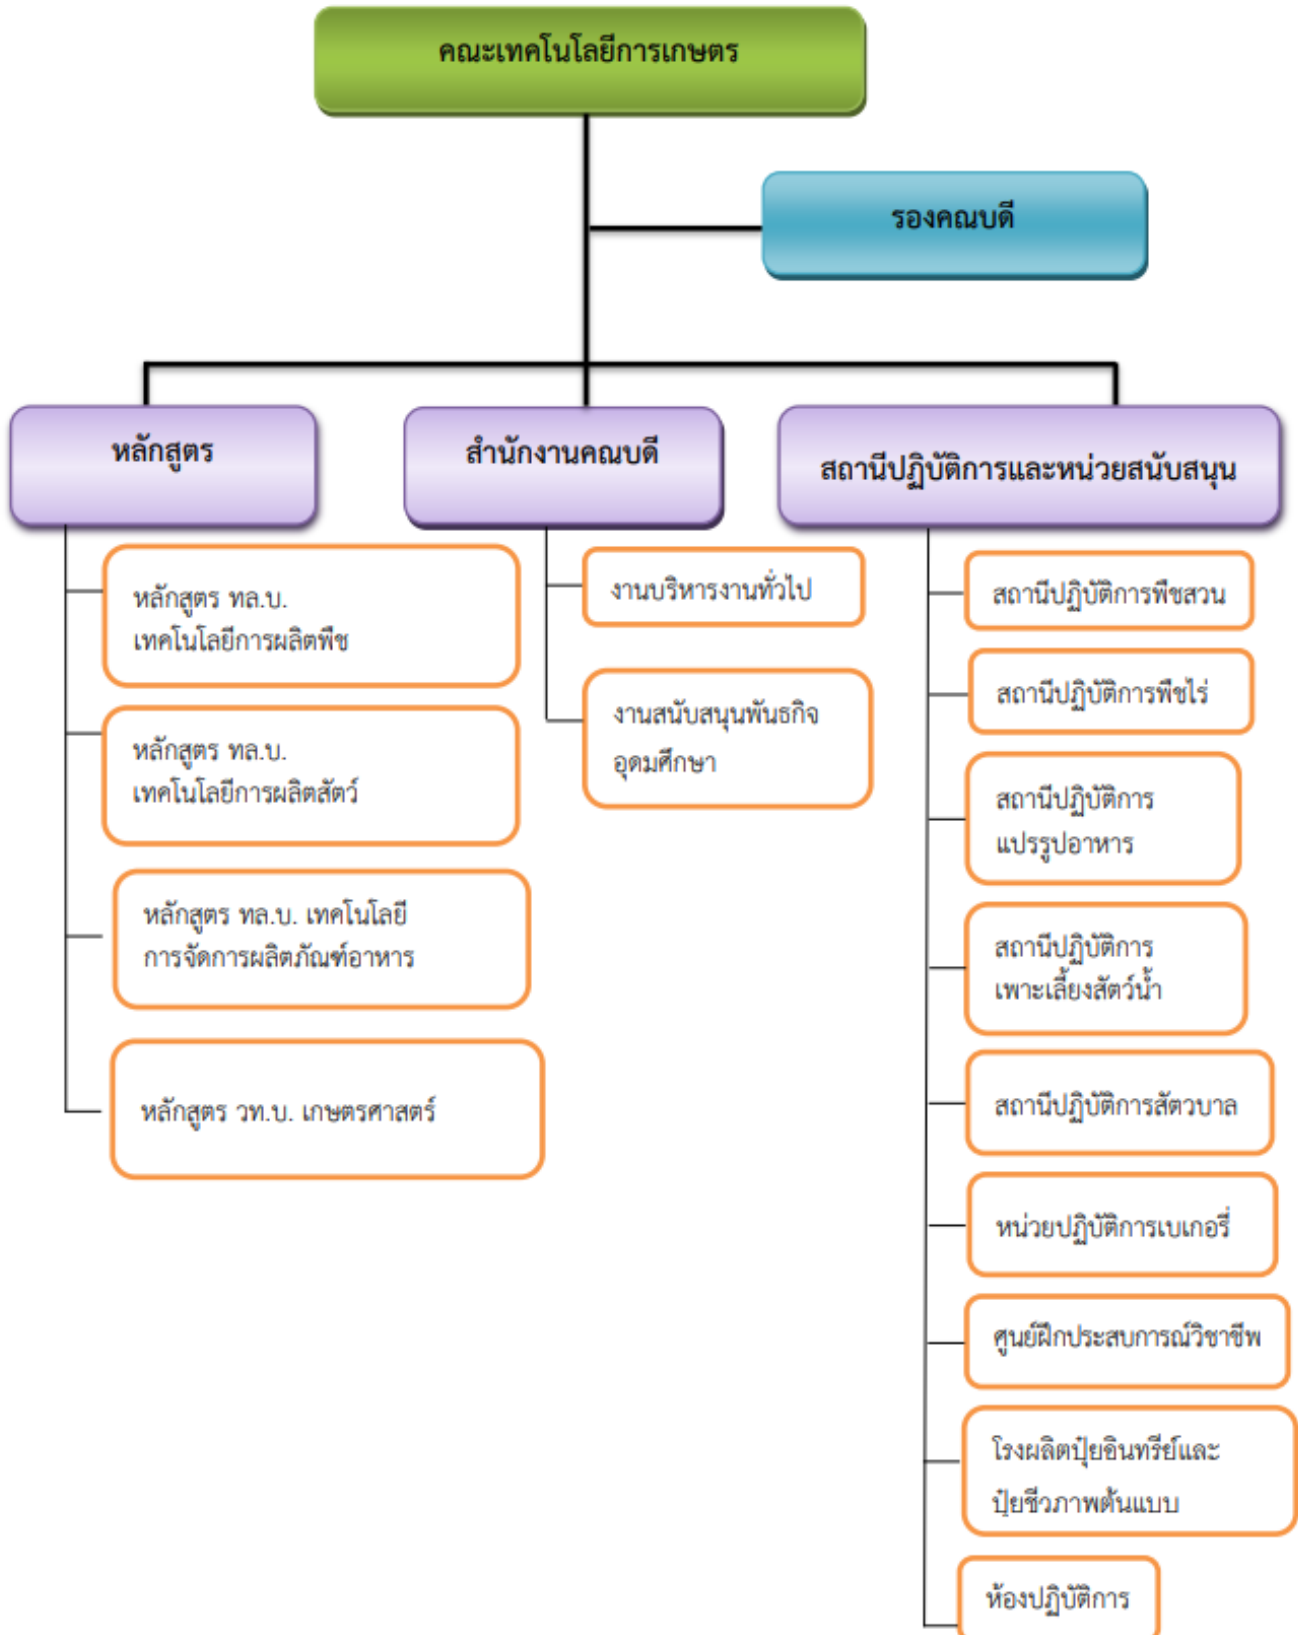 คณะเทคโนโลยีการเกษตร
รองคณบดี
หลักสูตร
หลักสูตร ทล.บ.
เทคโนโลยีการผลิตพืช
หลักสูตร ทล.บ.
เทคโนโลยีการผลิตสัตว์
หลักสูตร ทล.บ. เทคโนโลยี
การจัดการผลิตภัณฑ์อาหาร
หลักสูตร วท.บ. เกษตรศาสตร์
สำนักงานคณบดี
งานบริหารงานทั่วไป
งานสนับสนุนพันธกิจ
อุดมศึกษา
สถานีปฏิบัติการและหน่วยสนับสนุน
สถานีปฏิบัติการพืชสวน
สถานีปฏิบัติการพืชไร่
สถานีปฏิบัติการ
แปรรูปอาหาร
สถานีปฏิบัติการ
เพาะเลี้ยงสัตว์น้ำ
สถานีปฏิบัติการสัตวบาล
หน่วยปฏิบัติการเบเกอรี่
ศูนย์ฝึกประสบการณ์วิชาชีพ
โรงผลิตปุ๋ยอินทรีย์และ
ปุ๋ยชีวภาพต้นแบบ
ห้องปฏิบัติการ